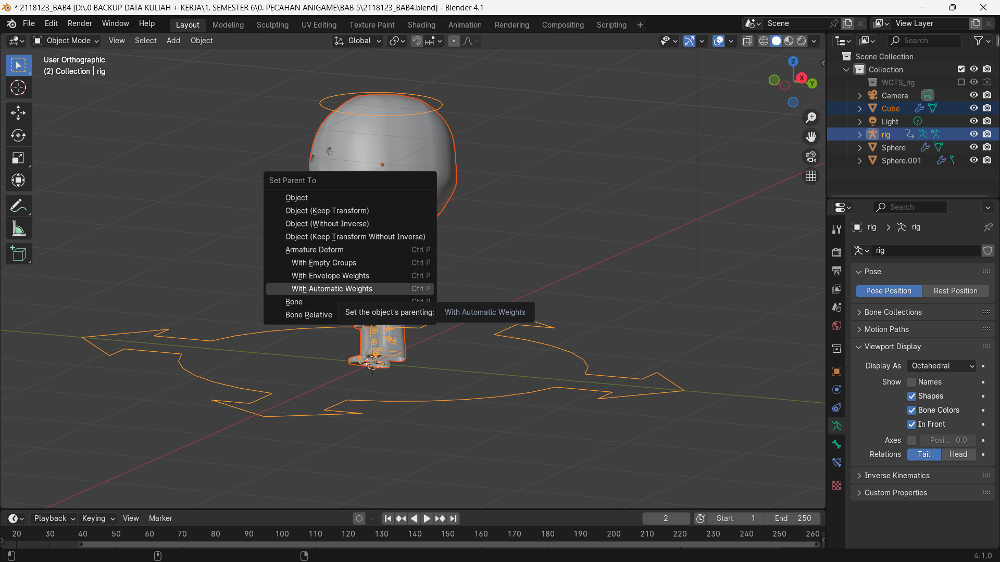 * 2118123_BAB4 [D:\.0 BACKUP DATA KULIAH + KERJA\1. SEMESTER 6\0. PECAHAN ANIGAME\BAB 5\2118123_BAB4.blend] - Blender 4.1
File Edit Render Window Help Layout Modeling Sculpting UV Editing Texture Paint Shading Animation Rendering Compositing Scripting + Scene View Layer
Object Mode View Select Add Object Global Search
User Orthographic
(2) Collection | rig
Z
X
Y
Scene Collection
Collection
WGTS_rig
Camera
Cube
Light
rig
Sphere
Sphere.001
Set Parent To
Object
Object (Keep Transform)
Object (Without Inverse)
Object (Keep Transform Without Inverse)
Armature Deform Ctrl P
With Empty Groups Ctrl P
With Envelope Weights Ctrl P
With Automatic Weights Ctrl P
Bone Ctrl P
Bone Relative
Set the object's parenting: With Automatic Weights
Search
rig > rig
rig
Pose
Pose Position Rest Position
Bone Collections
Motion Paths
Viewport Display
Display As Octahedral
Show Names
Shapes
Bone Colors
In Front
Axes Posi... 0.0
Relations Tail Head
Inverse Kinematics
Custom Properties
Playback Keying View Marker 2 Start 1 End 250
20 30 40 50 60 70 80 90 100 110 120 130 140 150 160 170 180 190 200 210 220 230 240 250 260
4.1.0